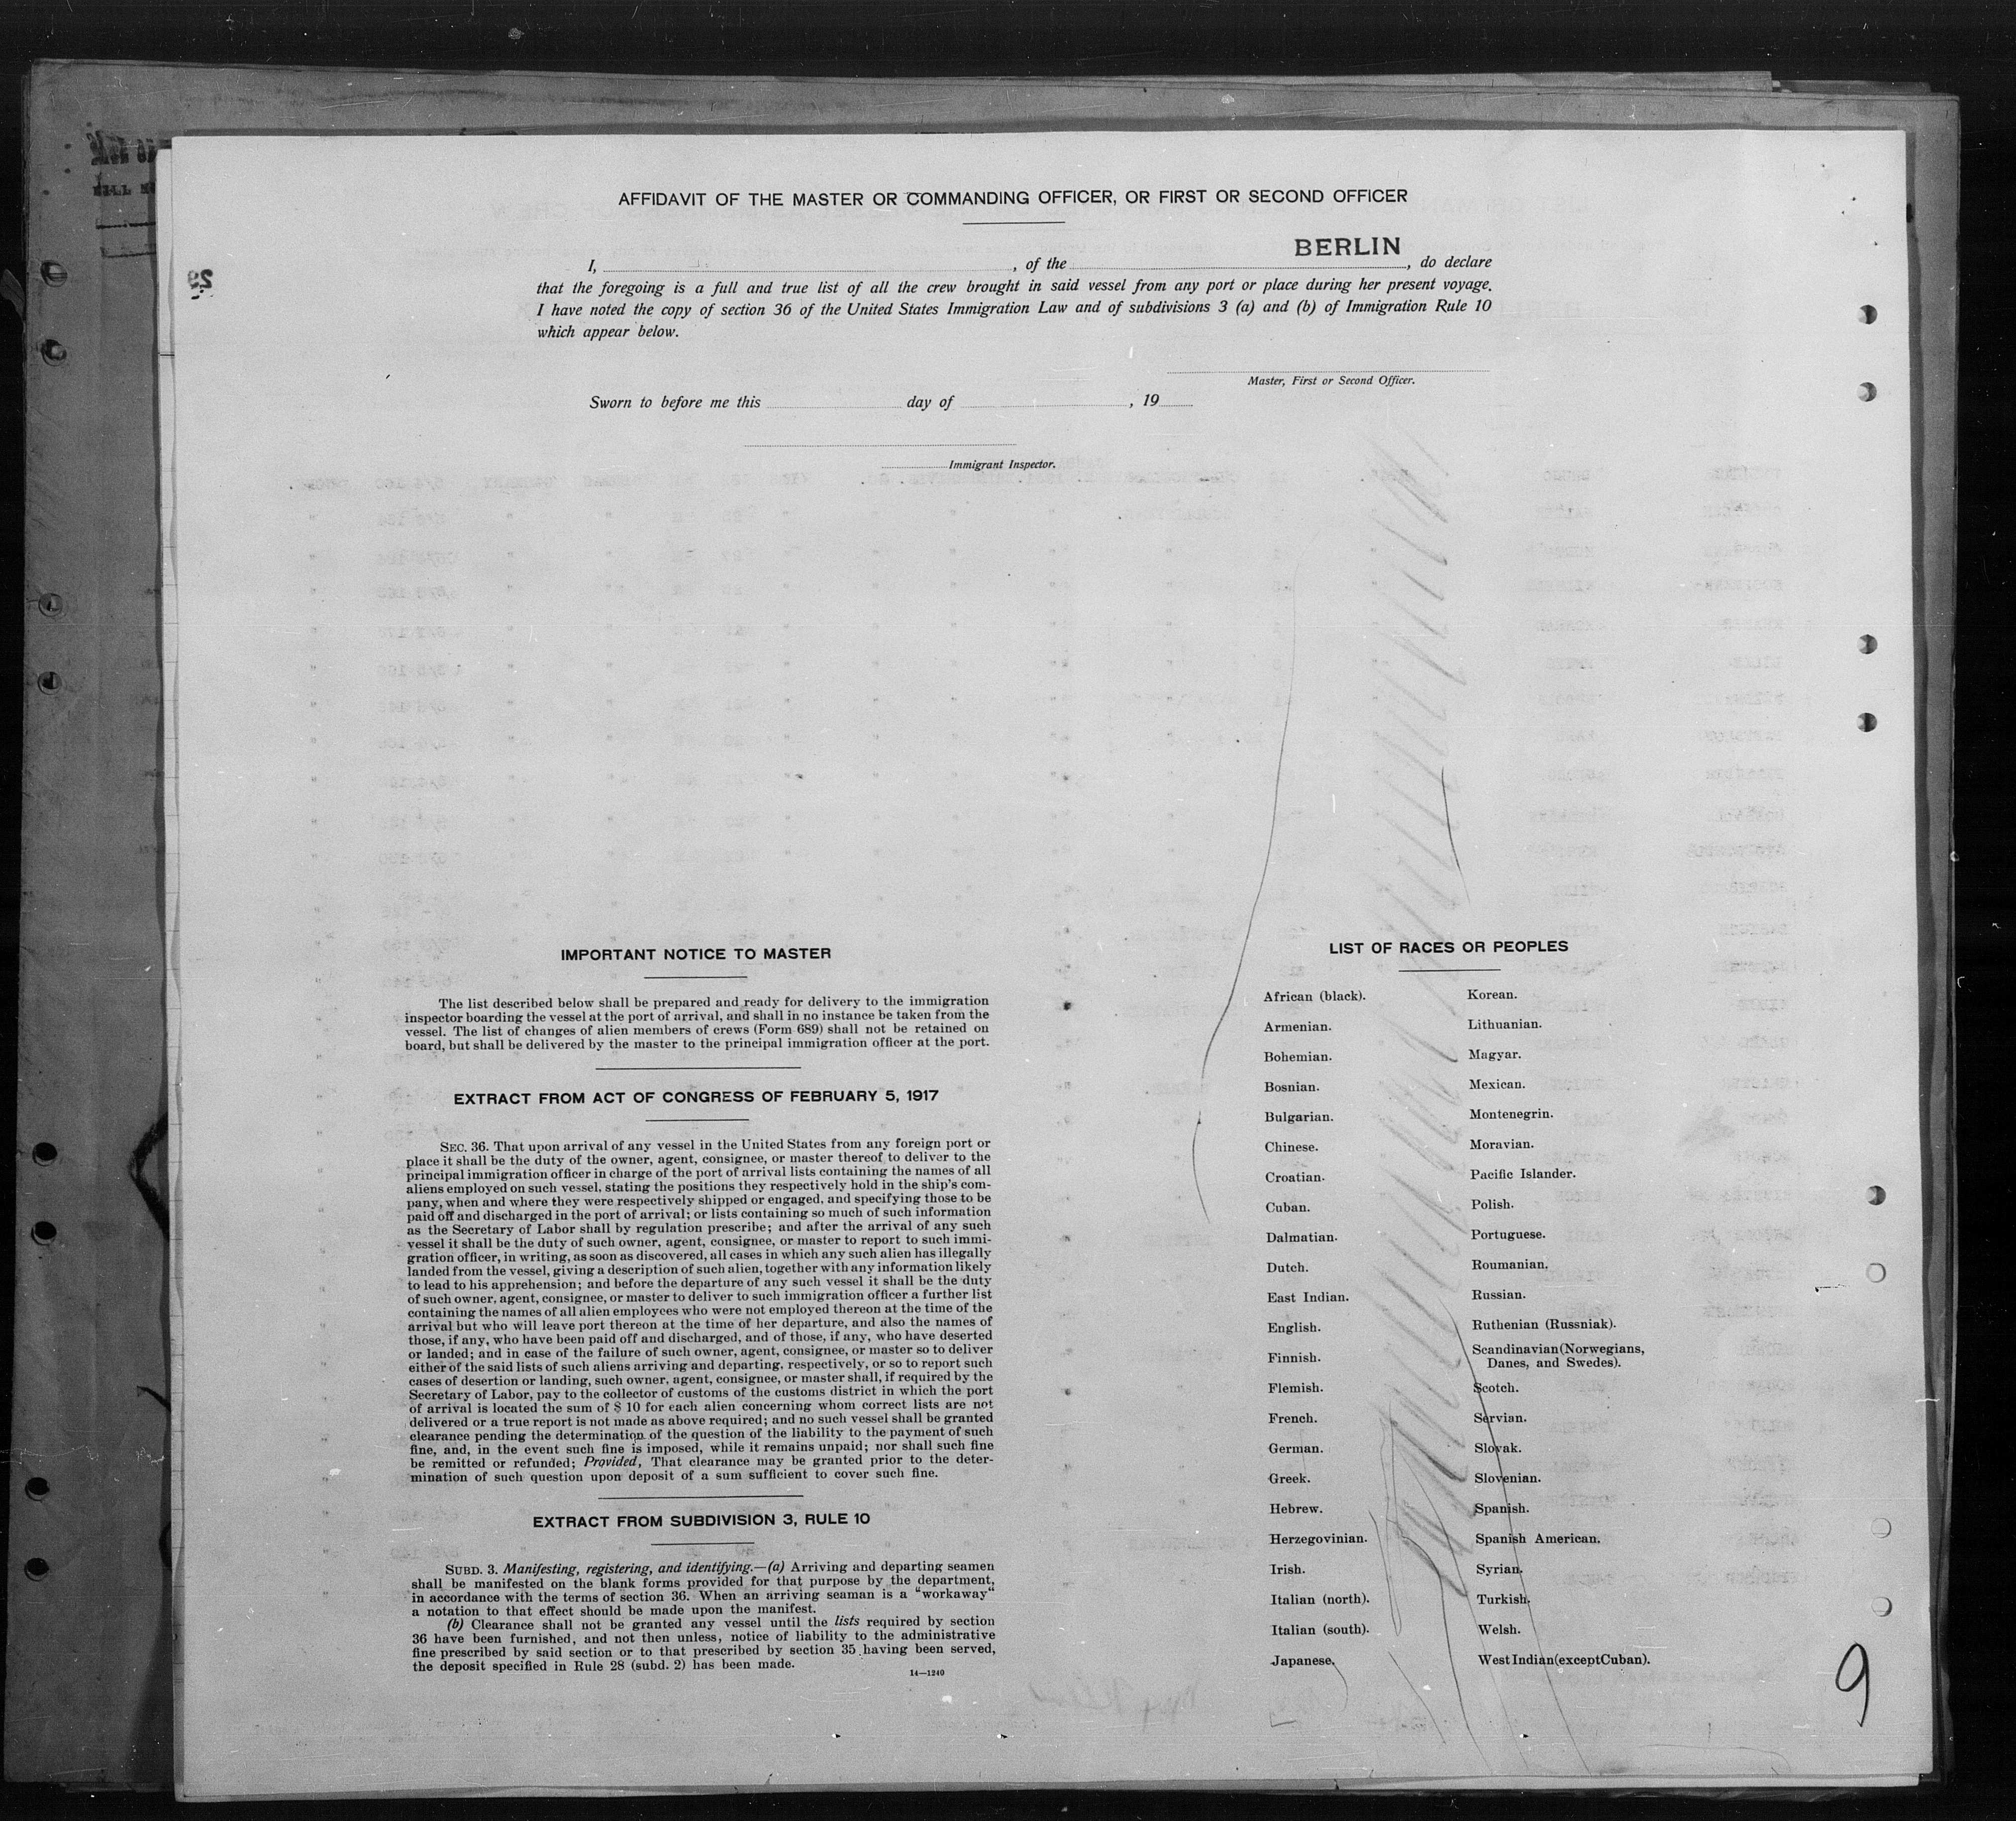 AFFIDAVIT OF THE MASTER OR COMMANDING OFFICER, OR FIRST OR SECOND OFFICER
I, , of the BERLIN , do declare
that the foregoing is a full and true list of all the crew brought in said vessel from any port or place during her present voyage.
I have noted the copy of section 36 of the United States Immigration Law and of subdivisions 3 (a) and (b) of Immigration Rule 10
which appear below.
Master, First or Second Officer.
Sworn to before me this day of , 19
Immigrant Inspector.
IMPORTANT NOTICE TO MASTER
The list described below shall be prepared and ready for delivery to the immigration
inspector boarding the vessel at the port of arrival, and shall in no instance be taken from the
vessel. The list of changes of alien members of crews (Form 689) shall not be retained on
board, but shall be delivered by the master to the principal immigration officer at the port.
EXTRACT FROM ACT OF CONGRESS OF FEBRUARY 5, 1917
SEC. 36. That upon arrival of any vessel in the United States from any foreign port or
place it shall be the duty of the owner, agent, consignee, or master thereof to deliver to the
principal immigration officer in charge of the port of arrival lists containing the names of all
aliens employed on such vessel, stating the positions they respectively hold in the ship's com-
pany, when and where they were respectively shipped or engaged, and specifying those to be
paid off and discharged in the port of arrival; or lists containing so much of such information
as the Secretary of Labor shall by regulation prescribe; and after the arrival of any such
vessel it shall be the duty of such owner, agent, consignee, or master to report to such immi-
gration officer, in writing, as soon as discovered, all cases in which any such alien has illegally
landed from the vessel, giving a description of such alien, together with any information likely
to lead to his apprehension; and before the departure of any such vessel it shall be the duty
of such owner, agent, consignee, or master to deliver to such immigration officer a further list
containing the names of all alien employees who were not employed thereon at the time of the
arrival but who will leave port thereon at the time of her departure, and also the names of
those, if any, who have been paid off and discharged, and of those, if any, who have deserted
or landed; and in case of the failure of such owner, agent, consignee, or master so to deliver
either of the said lists of such aliens arriving and departing, respectively, or so to report such
cases of desertion or landing, such owner, agent, consignee, or master shall, if required by the
Secretary of Labor, pay to the collector of customs of the customs district in which the port
of arrival is located the sum of $ 10 for each alien concerning whom correct lists are not
delivered or a true report is not made as above required; and no such vessel shall be granted
clearance pending the determination of the question of the liability to the payment of such
fine, and, in the event such fine is imposed, while it remains unpaid; nor shall such fine
be remitted or refunded; Provided, That clearance may be granted prior to the deter-
mination of such question upon deposit of a sum sufficient to cover such fine.
EXTRACT FROM SUBDIVISION 3, RULE 10
SUBD. 3. Manifesting, registering, and identifying.—(a) Arriving and departing seamen
shall be manifested on the blank forms provided for that purpose by the department,
in accordance with the terms of section 36. When an arriving seaman is a "workaway"
a notation to that effect should be made upon the manifest.
(b) Clearance shall not be granted any vessel until the lists required by section
36 have been furnished, and not then unless, notice of liability to the administrative
fine prescribed by said section or to that prescribed by section 35 having been served,
the deposit specified in Rule 28 (subd. 2) has been made.
14—1240
LIST OF RACES OR PEOPLES
African (black).
Armenian.
Bohemian.
Bosnian.
Bulgarian.
Chinese.
Croatian.
Cuban.
Dalmatian.
Dutch.
East Indian.
English.
Finnish.
Flemish.
French.
German.
Greek.
Hebrew.
Herzegovinian.
Irish.
Italian (north).
Italian (south).
Japanese.
Korean.
Lithuanian.
Magyar.
Mexican.
Montenegrin.
Moravian.
Pacific Islander.
Polish.
Portuguese.
Roumanian.
Russian.
Ruthenian (Russniak).
Scandinavian(Norwegians,
Danes, and Swedes).
Scotch.
Servian.
Slovak.
Slovenian.
Spanish.
Spanish American.
Syrian.
Turkish.
Welsh.
West Indian(exceptCuban).
9